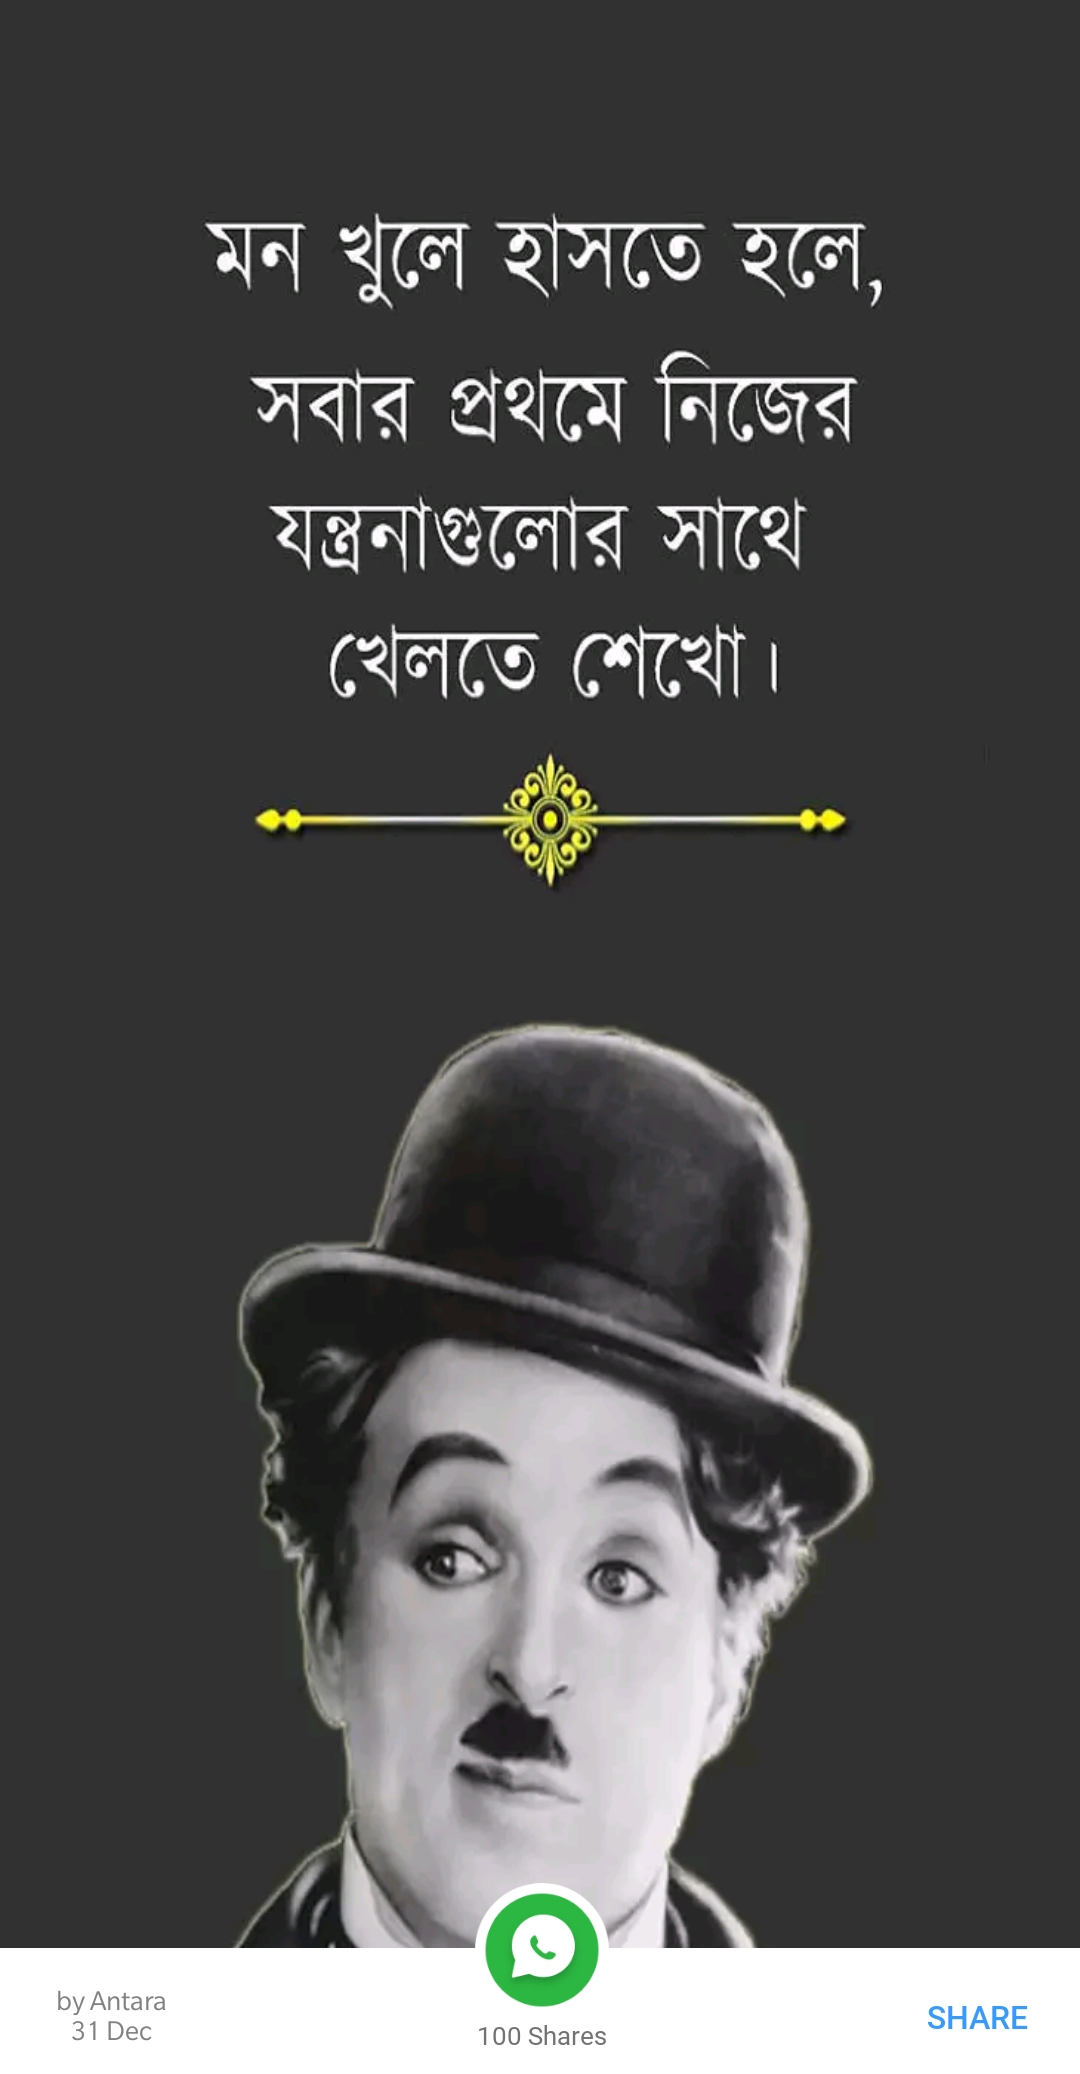 মন খুলে হাসতে হলে,
সবার প্রথমে নিজের
যন্ত্রনাগুলোর সাথে
খেলতে শেখো।
by Antara
31 Dec
100 Shares
SHARE